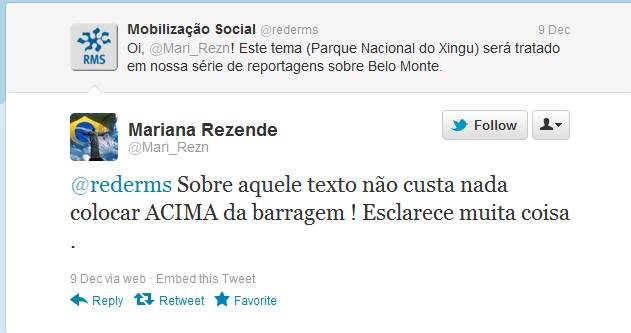 Mobilização Social @rederms 9 Dec
Oi, @Mari_Rezn! Este tema (Parque Nacional do Xingu) será tratado
em nossa série de reportagens sobre Belo Monte.
RMS
Mariana Rezende
@Mari_Rezn
Follow
@rederms Sobre aquele texto não custa nada
colocar ACIMA da barragem ! Esclarece muita coisa
.
9 Dec via web · Embed this Tweet
Reply Retweet Favorite